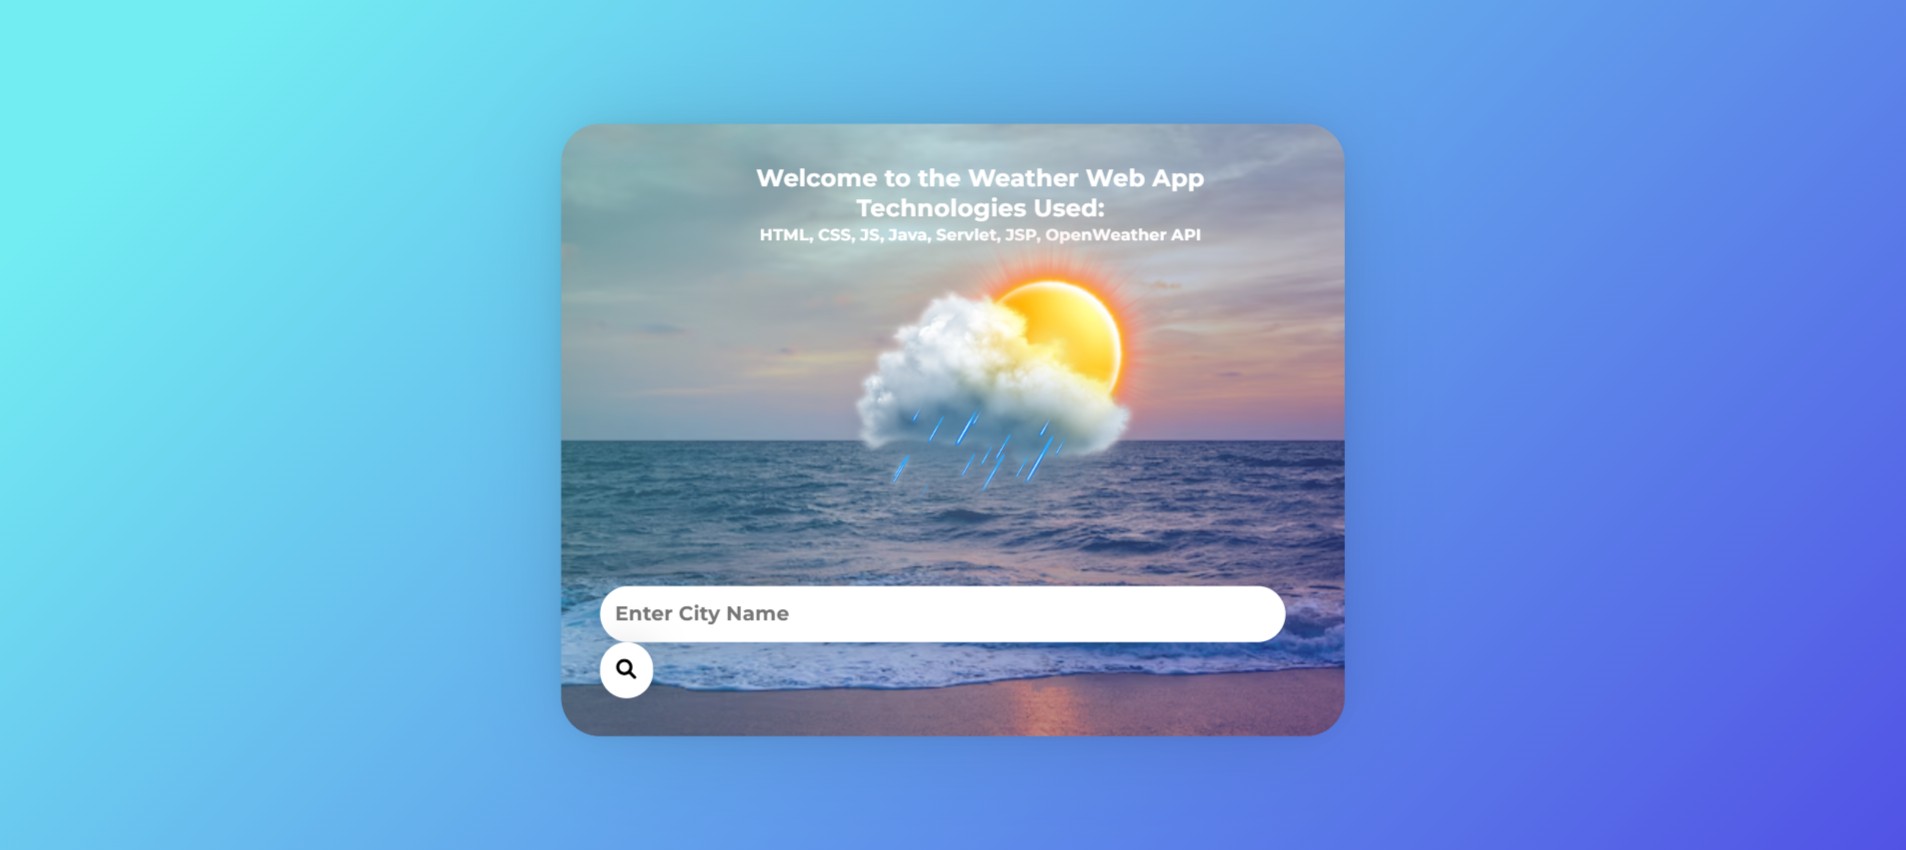 Welcome to the Weather Web App
Technologies Used:
HTML, CSS, JS, Java, Servlet, JSP, OpenWeather API
Enter City Name